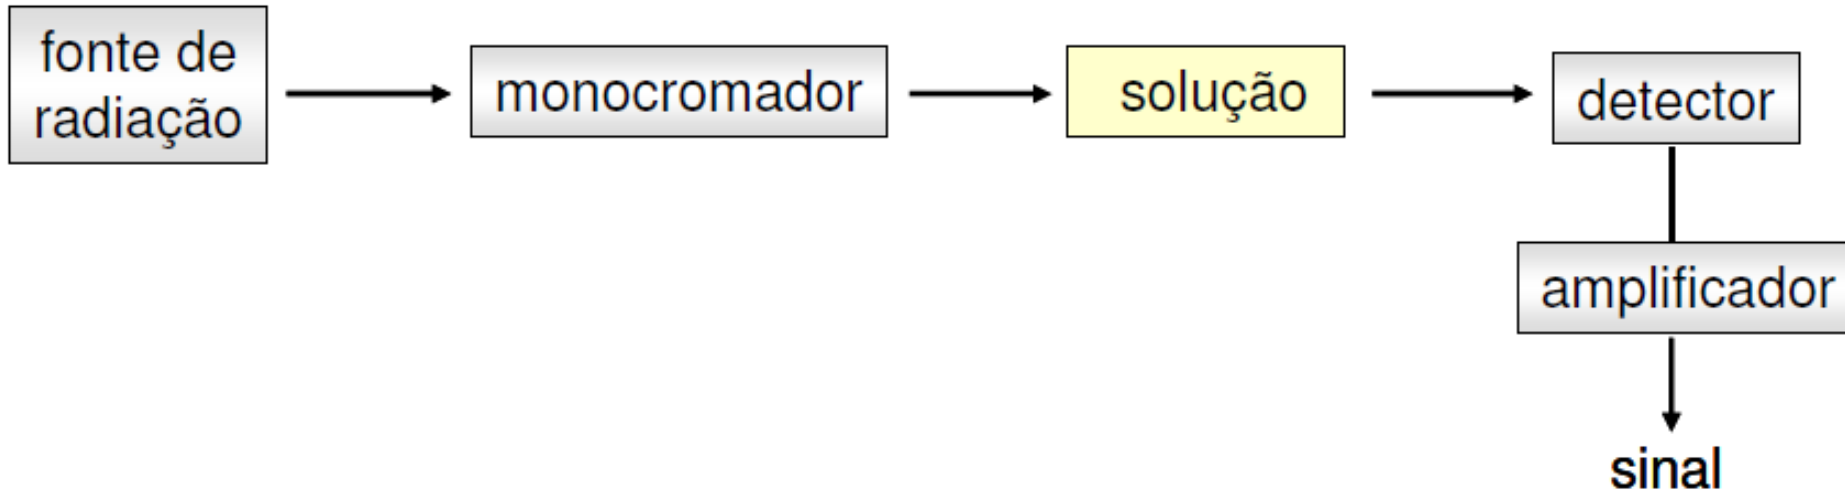 fonte de
radiação
monocromador
solução
detector
amplificador
sinal